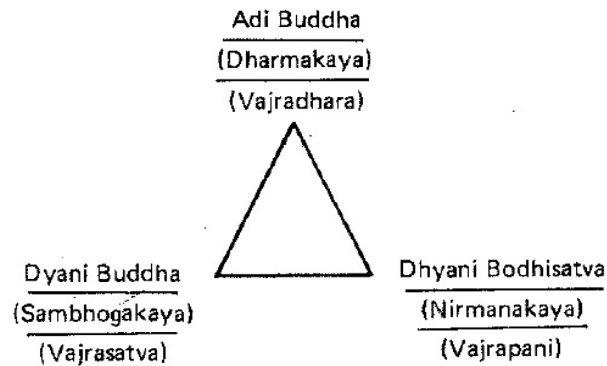 Adi Buddha
(Dharmakaya)
(Vajradhara)
Dyani Buddha
(Sambhogakaya)
(Vajrasatva)
Dhyani Bodhisatva
(Nirmanakaya)
(Vajrapani)